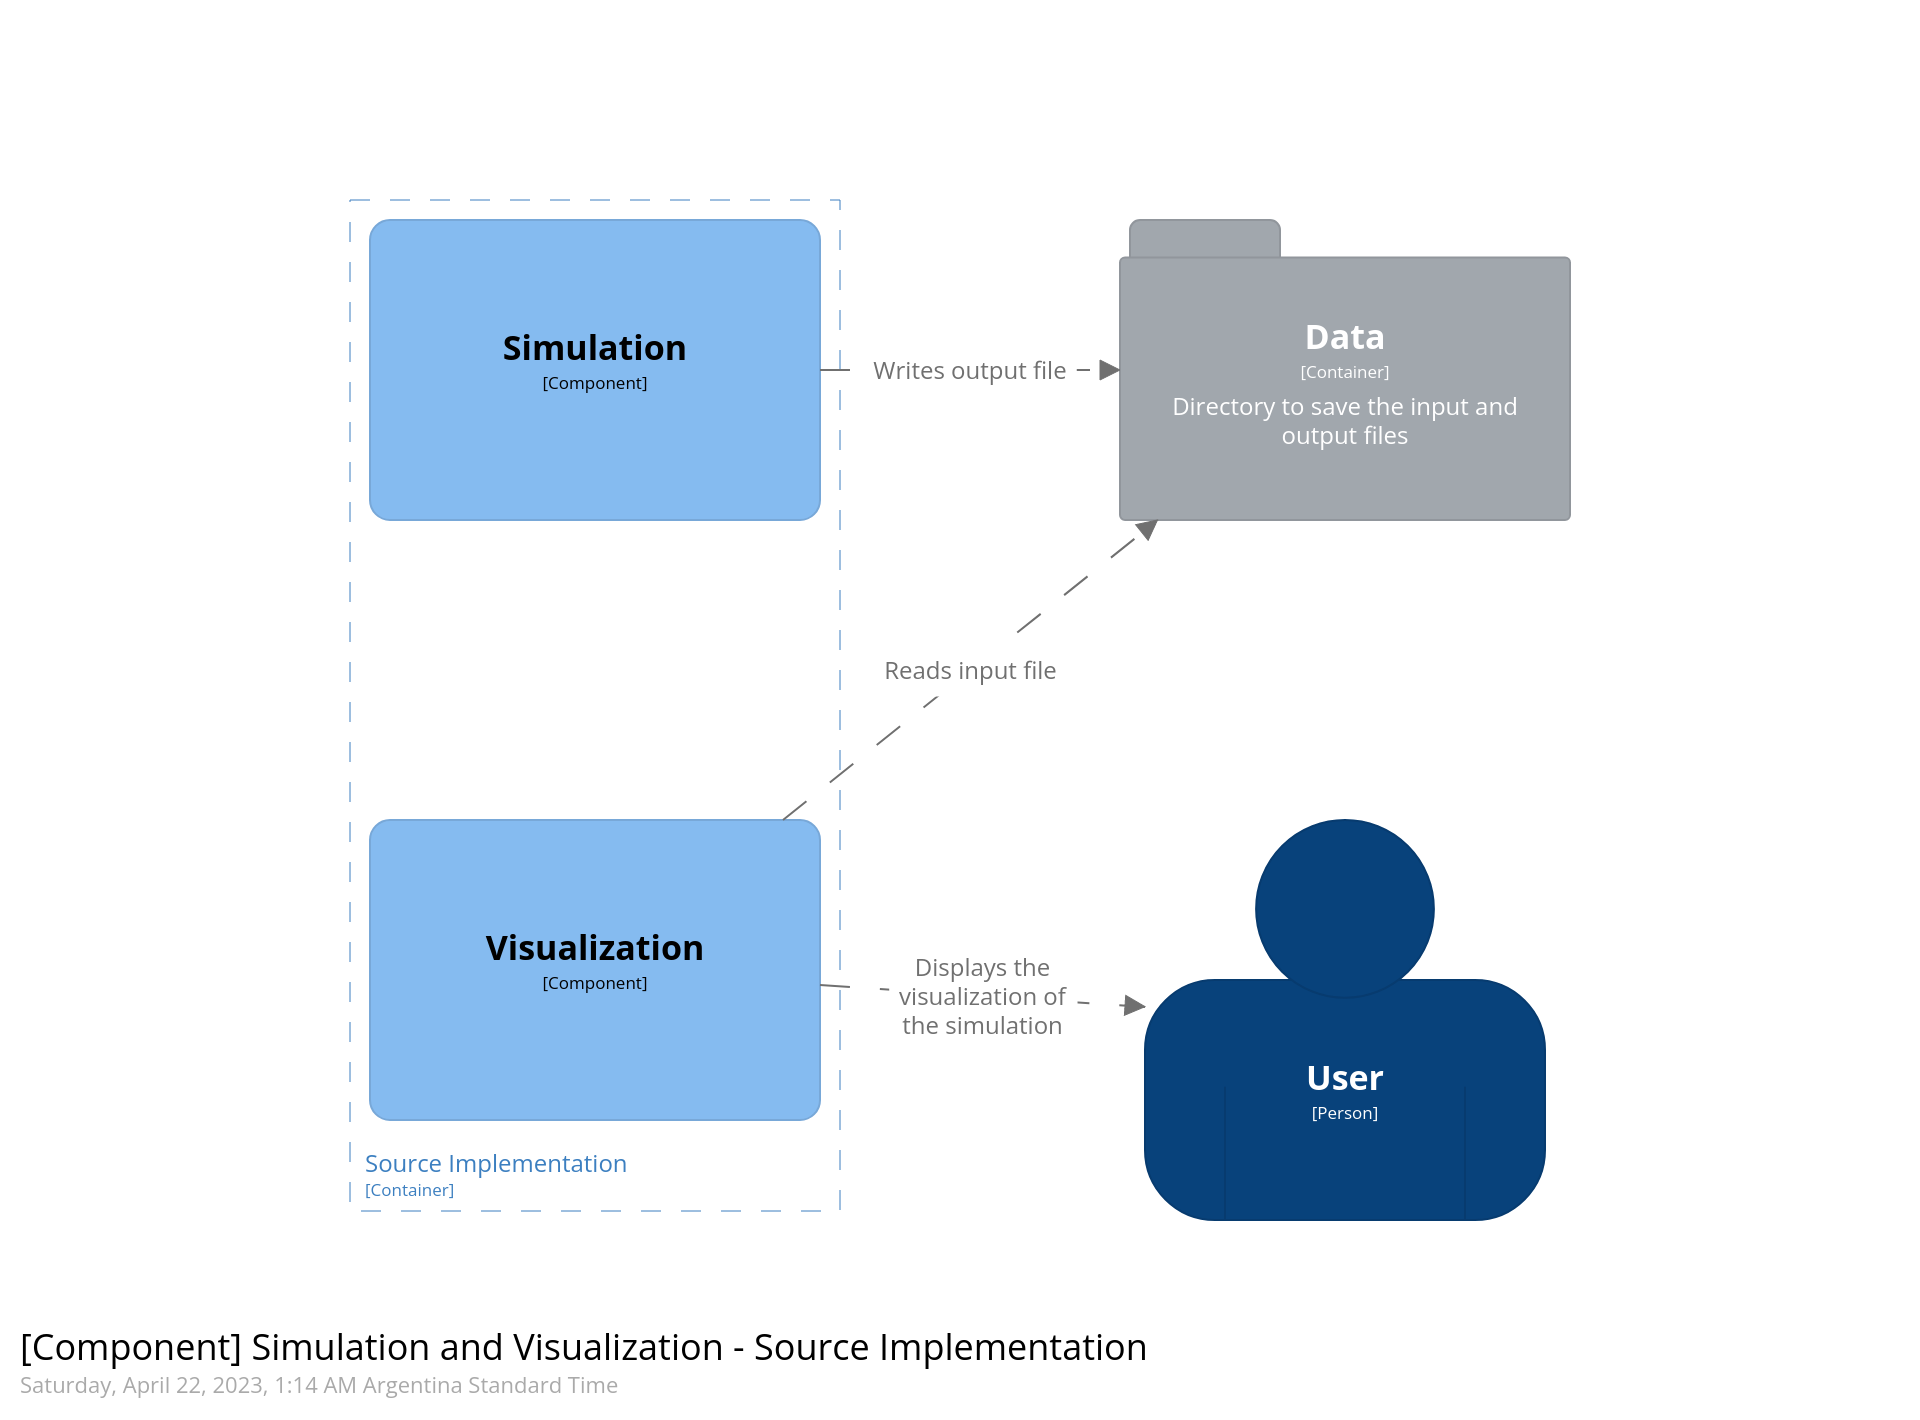 Simulation
[Component]
Writes output file
Data
[Container]
Directory to save the input and
output files
Reads input file
Visualization
[Component]
Displays the
visualization of
the simulation
User
[Person]
Source Implementation
[Container]
[Component] Simulation and Visualization - Source Implementation
Saturday, April 22, 2023, 1:14 AM Argentina Standard Time